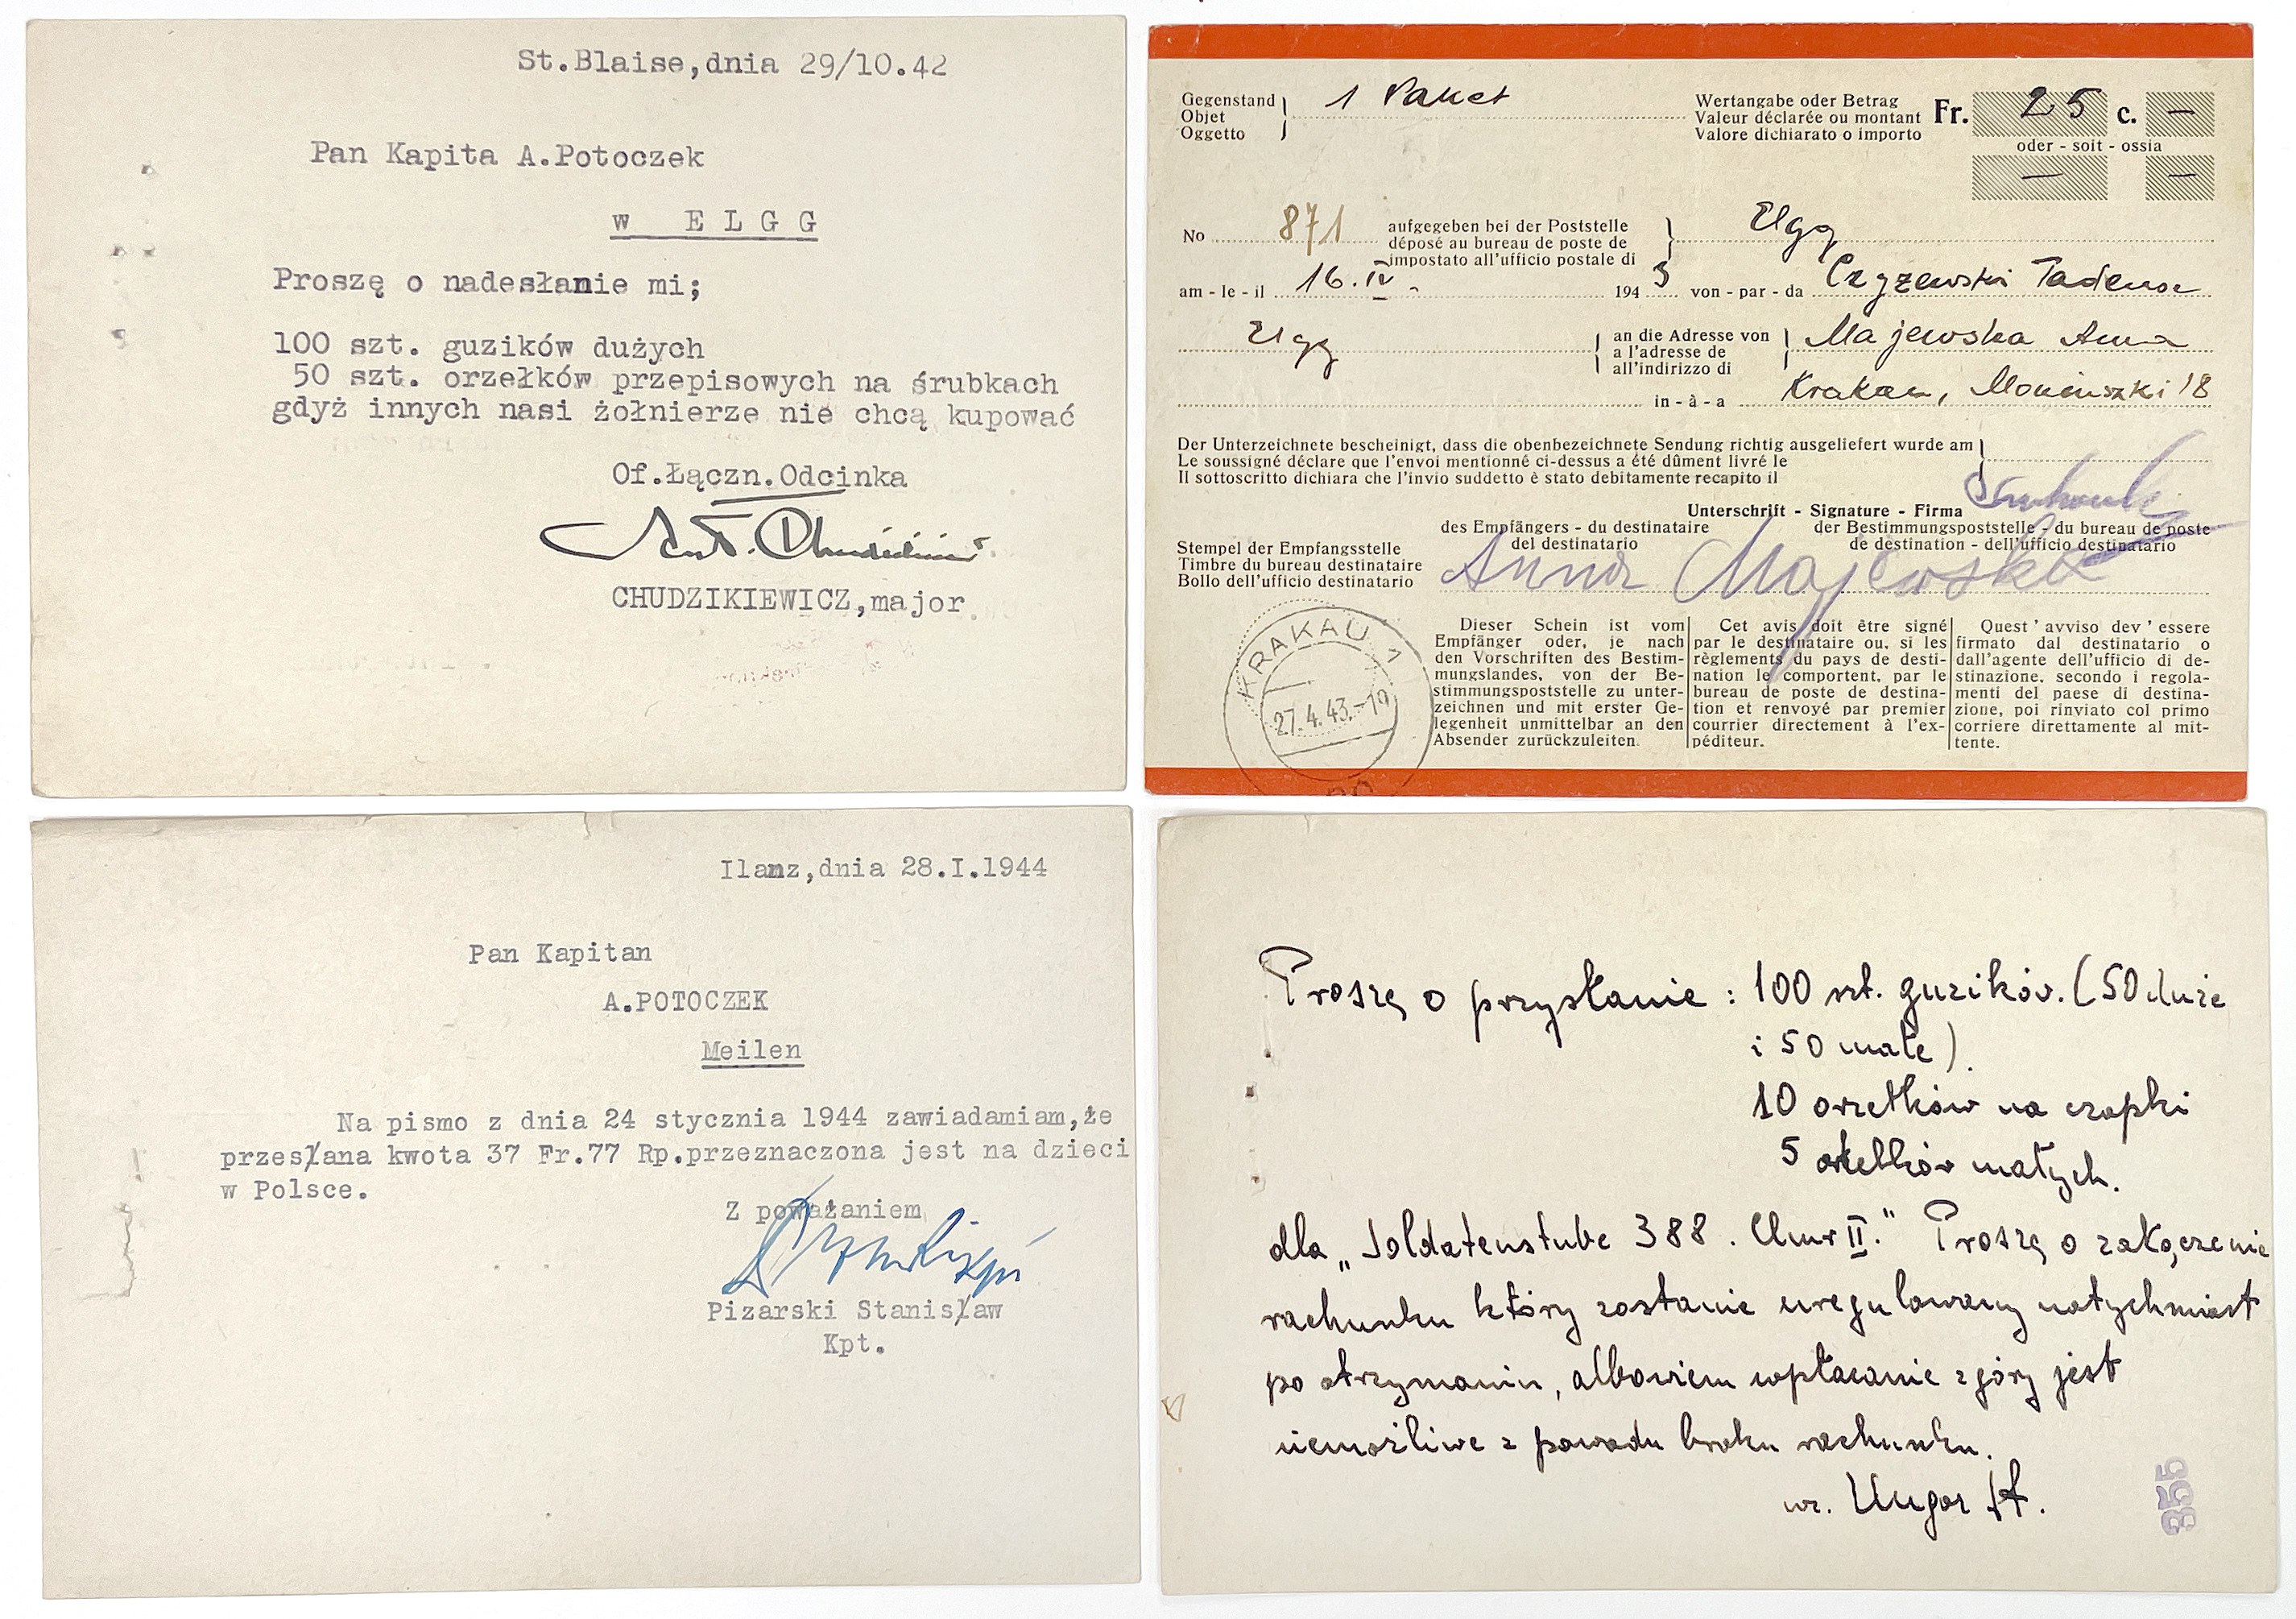 St.Blaise,dnia 29/10.42
Pan Kapita A.Potoczek
w E L G G
Proszę o nadesłanie mi;
100 szt. guzików dużych
50 szt. orzełków przepisowych na śrubkach
gdyż innych nasi żołnierze nie chcą kupować
Of.Łączn.Odcinka
CHUDZIKIEWICZ,major
Gegenstand
Objet
Oggetto
1 Paket
Wertangabe oder Betrag
Valeur déclarée ou montant
Valore dichiarato o importo
Fr. 25 c. —
oder - soit - ossia
— —
No 871
aufgegeben bei der Poststelle
déposé au bureau de poste de
impostato all'ufficio postale di
Elgg
am - le - il 16. IV. 1943 von - par - da Czyzewski Tadeusz
Elgg
an die Adresse von
a l'adresse de
all'indirizzo di
Majewska Anna
in - à - a Krakau, Moniuszki 18
Der Unterzeichnete bescheinigt, dass die obenbezeichnete Sendung richtig ausgeliefert wurde am
Le soussigné déclare que l'envoi mentionné ci-dessus a été dûment livré le
Il sottoscritto dichiara che l'invio suddetto è stato debitamente recapito il
Unterschrift - Signature - Firma
des Empfängers - du destinataire
del destinatario
der Bestimmungspoststelle - du bureau de poste
de destination - dell'ufficio destinatario
Stempel der Empfangsstelle
Timbre du bureau destinataire
Bollo dell'ufficio destinatario
Anna Majewska
KRAKAU 1
27.4.43.-19
Dieser Schein ist vom
Empfänger oder, je nach
den Vorschriften des Bestim-
mungslandes, von der Be-
stimmungspoststelle zu unter-
zeichnen und mit erster Ge-
legenheit unmittelbar an den
Absender zurückzuleiten.
Cet avis doit être signé
par le destinataire ou, si les
règlements du pays de desti-
nation le comportent, par le
bureau de poste de destina-
tion et renvoyé par premier
courrier directement à l'ex-
péditeur.
Quest' avviso dev' essere
firmato dal destinatario o
dall'agente dell'ufficio di de-
stinazione, secondo i regola-
menti del paese di destina-
zione, poi rinviato col primo
corriere direttamente al mit-
tente.
Ilanz,dnia 28.I.1944
Pan Kapitan
A.POTOCZEK
Meilen
Na pismo z dnia 24 stycznia 1944 zawiadamiam,że
przesłana kwota 37 Fr.77 Rp.przeznaczona jest na dzieci
w Polsce.
Z poważaniem
Pizarski Stanisław
Kpt.
Proszę o przysłanie : 100 szt. guzików. (50 duże
i 50 małe).
10 orzełków na czapki
5 orzełków małych.
dla „Soldatenstube 388. Chur II." Proszę o załączenie
rachunku który zostanie uregulowany natychmiast
po otrzymaniu, albowiem wpłacanie z góry jest
niemożliwe z powodu braku rachunku.
Ungar St.
355